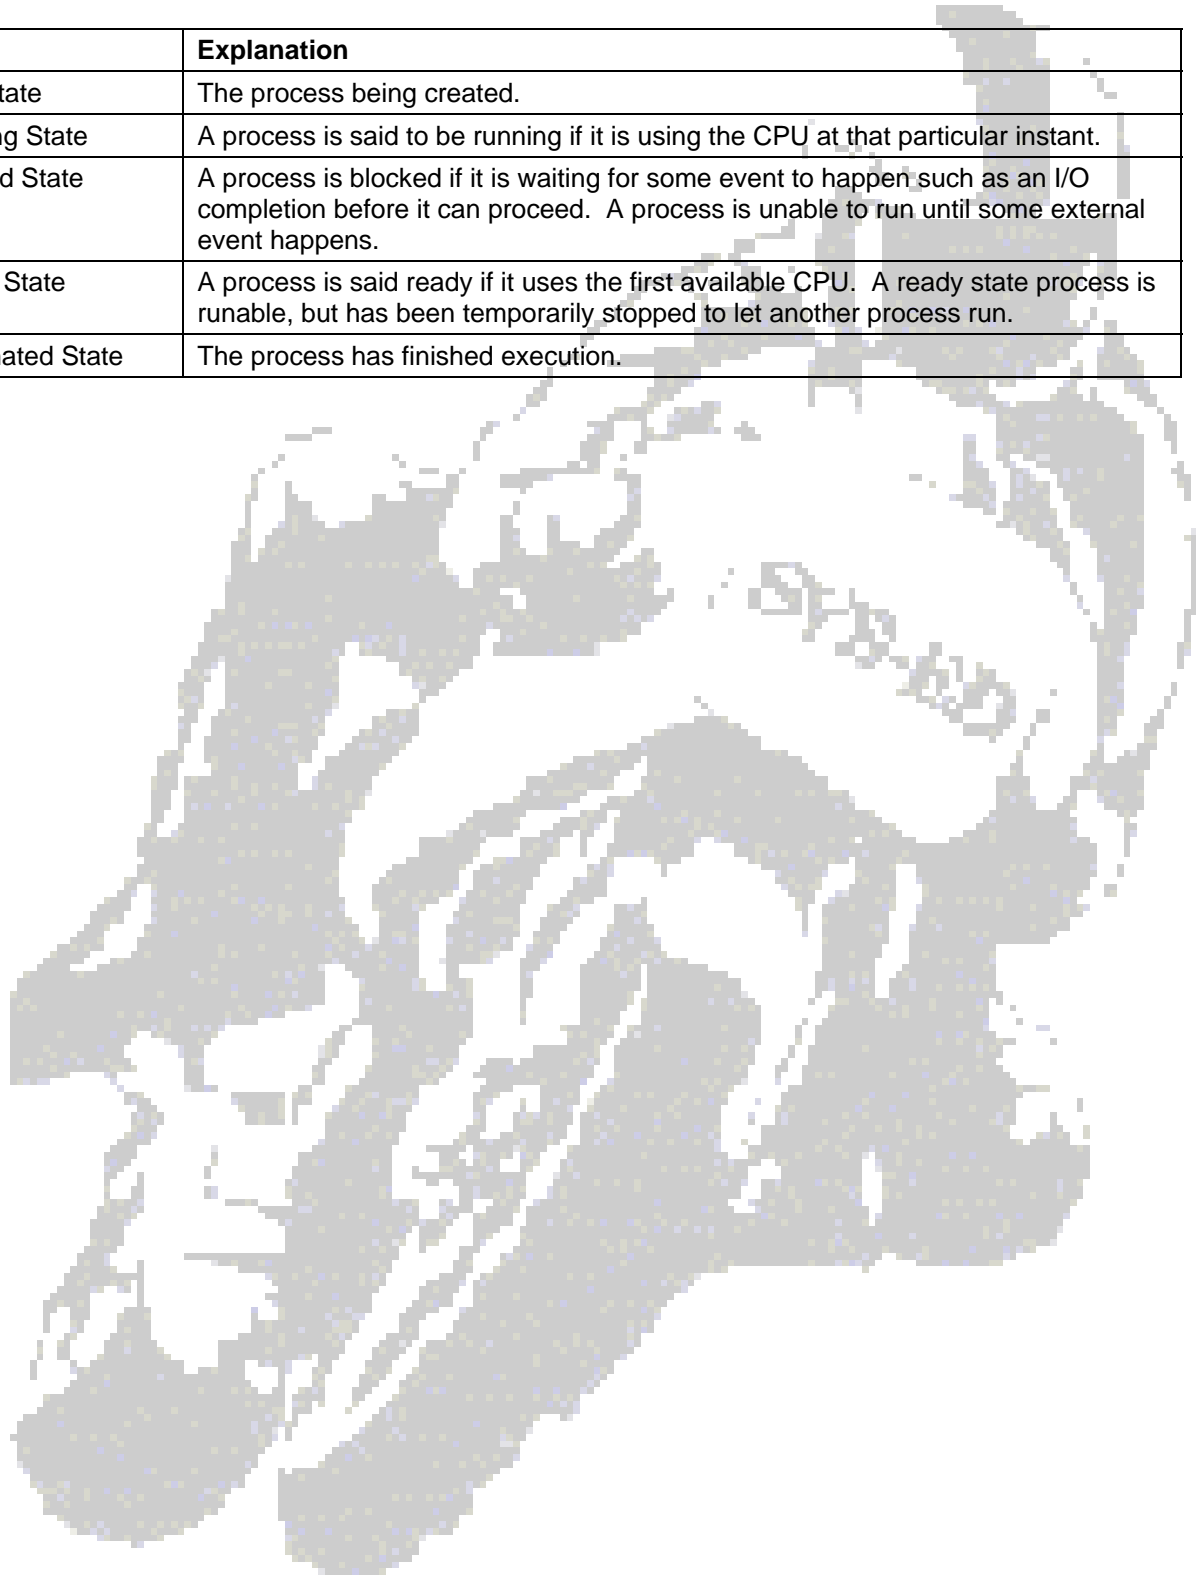 Explanation
tate
The process being created.
ng State
A process is said to be running if it is using the CPU at that particular instant.
d State
A process is blocked if it is waiting for some event to happen such as an I/O
completion before it can proceed. A process is unable to run until some external
event happens.
State
A process is said ready if it uses the first available CPU. A ready state process is
runable, but has been temporarily stopped to let another process run.
ated State
The process has finished execution.
SYS-ED